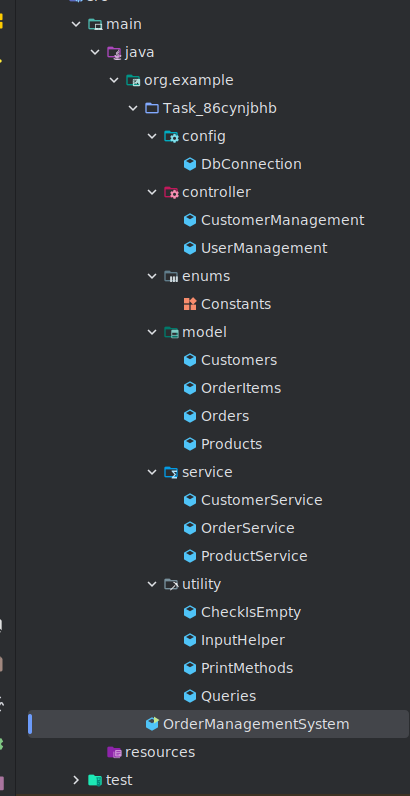 main
java
org.example
Task_86cynjbhb
config
DbConnection
controller
CustomerManagement
UserManagement
enums
Constants
model
Customers
OrderItems
Orders
Products
service
CustomerService
OrderService
ProductService
utility
CheckIsEmpty
InputHelper
PrintMethods
Queries
OrderManagementSystem
resources
test